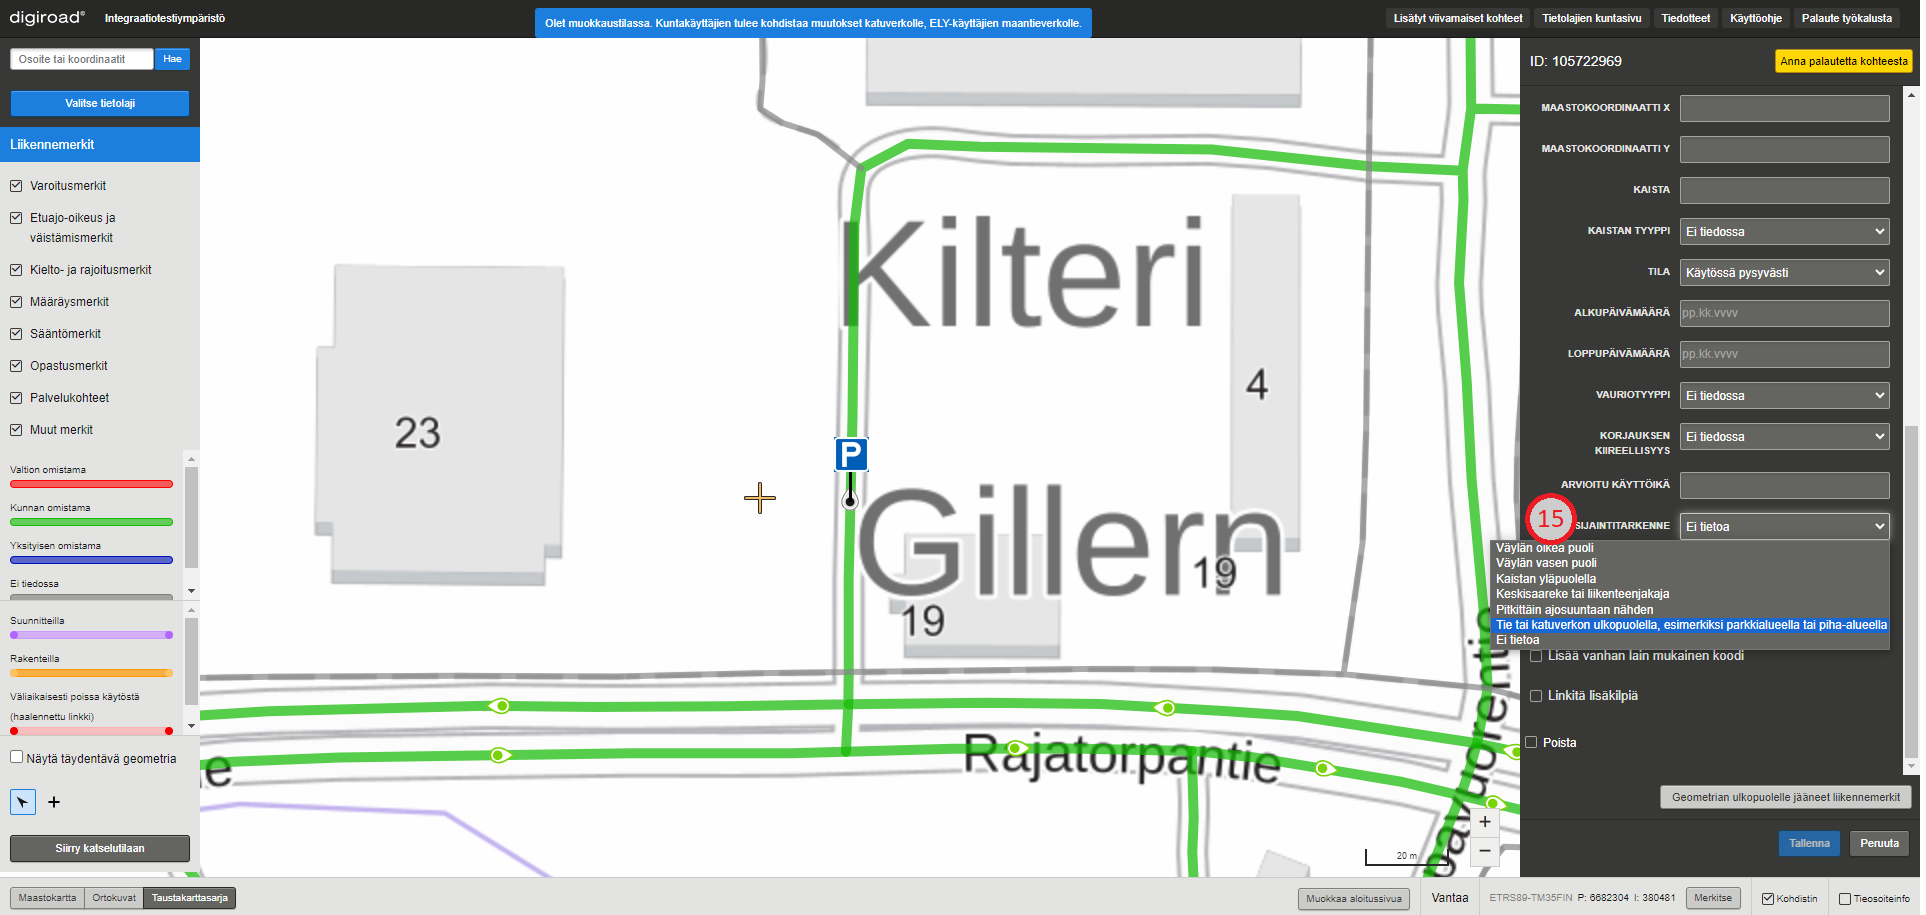 digiroad®
Integraatiotestiympäristö
Olet muokkaustilassa. Kuntakäyttäjien tulee kohdistaa muutokset katuverkolle, ELY-käyttäjien maantieverkolle.
Lisätyt viivamaiset kohteet
Tietolajien kuntasivu
Tiedotteet
Käyttöohje
Palaute työkalusta
Osoite tai koordinaatit
Hae
Valitse tietolaji
Liikennemerkit
Varoitusmerkit
Etuajo-oikeus ja
väistämismerkit
Kielto- ja rajoitusmerkit
Määräysmerkit
Sääntömerkit
Opastusmerkit
Palvelukohteet
Muut merkit
Valtion omistama
Kunnan omistama
Yksityisen omistama
Ei tiedossa
Suunnitteilla
Rakenteilla
Väliaikaisesti poissa käytöstä
(haalennettu linkki)
Näytä täydentävä geometria
+
Siirry katselutilaan
Kilteri
Gillern
23
4
19
19
P
Rajatorpantie
e
20 m
+
−
ID: 105722969
Anna palautetta kohteesta
MAASTOKOORDINAATTI X
MAASTOKOORDINAATTI Y
KAISTA
KAISTAN TYYPPI
Ei tiedossa
TILA
Käytössä pysyvästi
ALKUPÄIVÄMÄÄRÄ
pp.kk.vvvv
LOPPUPÄIVÄMÄÄRÄ
pp.kk.vvvv
VAURIOTYYPPI
Ei tiedossa
KORJAUKSEN
KIIREELLISYYS
Ei tiedossa
ARVIOITU KÄYTTÖIKÄ
15
SIJAINTITARKENNE
Ei tietoa
Väylän oikea puoli
Väylän vasen puoli
Kaistan yläpuolella
Keskisaareke tai liikenteenjakaja
Pitkittäin ajosuuntaan nähden
Tie tai katuverkon ulkopuolella, esimerkiksi parkkialueella tai piha-alueella
Ei tietoa
Lisää vanhan lain mukainen koodi
Linkitä lisäkilpiä
Poista
Geometrian ulkopuolelle jääneet liikennemerkit
Tallenna
Peruuta
Maastokartta
Ortokuvat
Taustakarttasarja
Muokkaa aloitussivua
Vantaa
ETRS89-TM35FIN P: 6682304 I: 380481
Merkitse
Kohdistin
Tieosoiteinfo